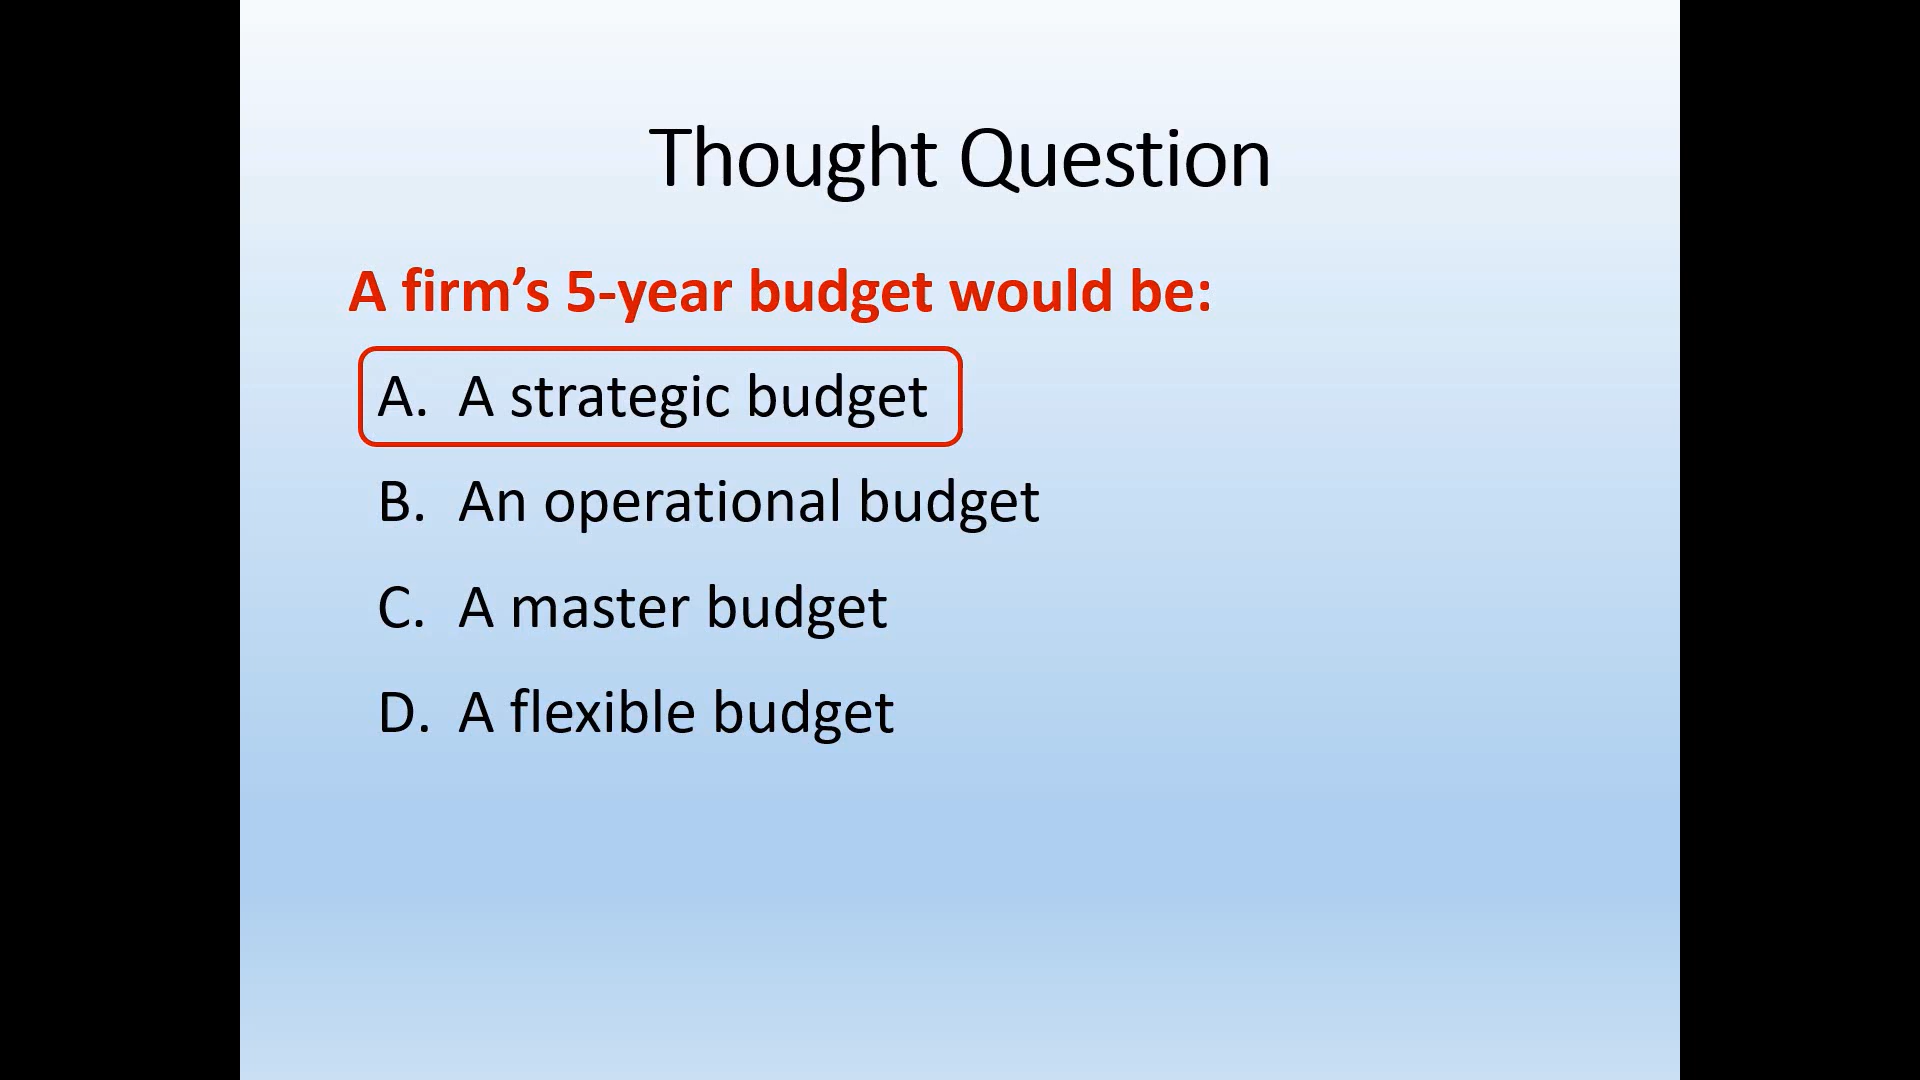 Thought Question
A firm’s 5-year budget would be:
A. A strategic budget
B. An operational budget
C. A master budget
D. A flexible budget